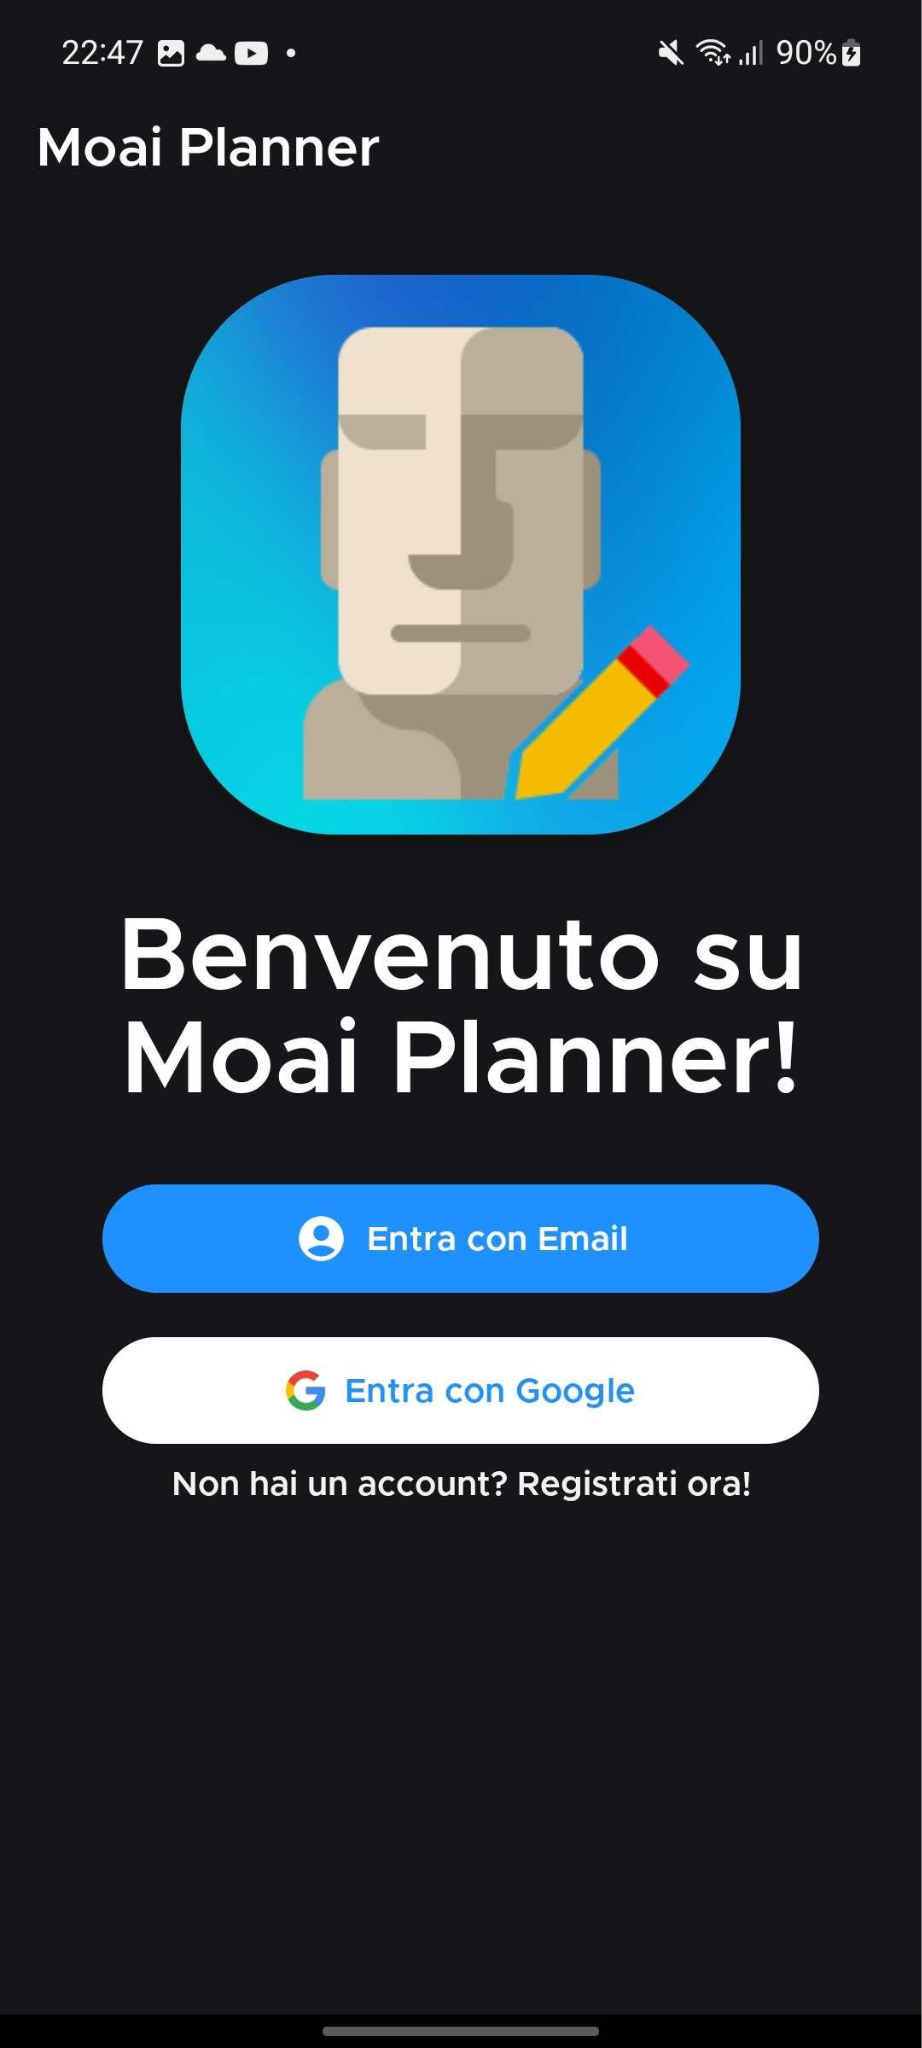 22:47
90%
Moai Planner
Benvenuto su
Moai Planner!
Entra con Email
Entra con Google
Non hai un account? Registrati ora!